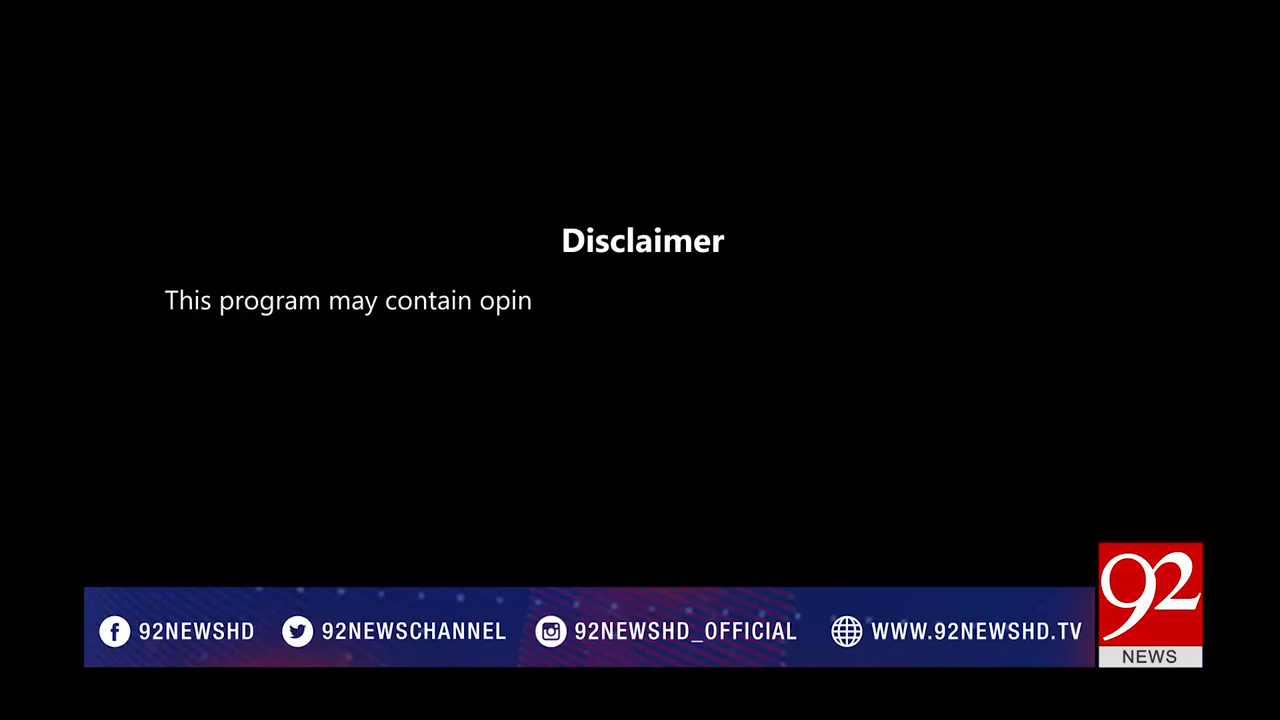 Disclaimer
This program may contain opin
92NEWSHD 92NEWSCHANNEL 92NEWSHD_OFFICIAL WWW.92NEWSHD.TV
92
NEWS